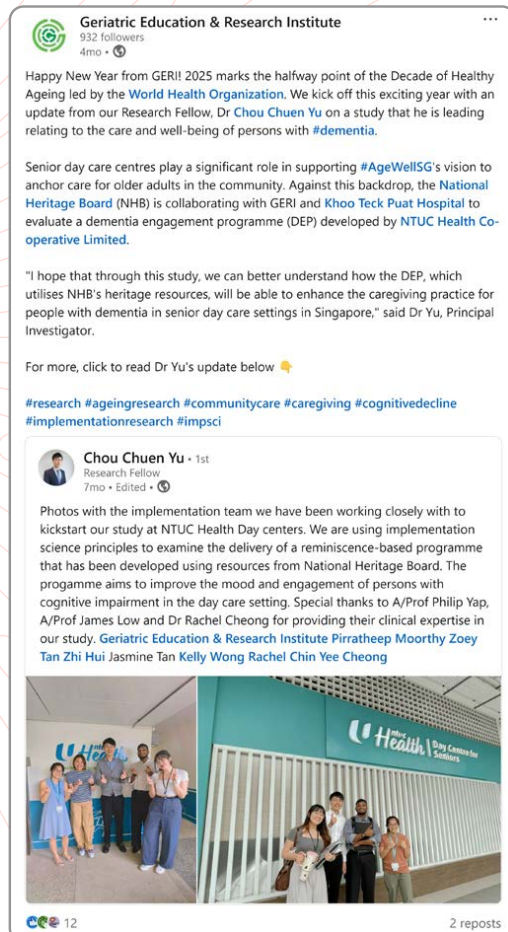 Geriatric Education & Research Institute
932 followers
4mo •
Happy New Year from GERI! 2025 marks the halfway point of the Decade of Healthy
Ageing led by the World Health Organization. We kick off this exciting year with an
update from our Research Fellow, Dr Chou Chuen Yu on a study that he is leading
relating to the care and well-being of persons with #dementia.
Senior day care centres play a significant role in supporting #AgeWellSG's vision to
anchor care for older adults in the community. Against this backdrop, the National
Heritage Board (NHB) is collaborating with GERI and Khoo Teck Puat Hospital to
evaluate a dementia engagement programme (DEP) developed by NTUC Health Co-
operative Limited.
"I hope that through this study, we can better understand how the DEP, which
utilises NHB's heritage resources, will be able to enhance the caregiving practice for
people with dementia in senior day care settings in Singapore," said Dr Yu, Principal
Investigator.
For more, click to read Dr Yu's update below 👇
#research #ageingresearch #communitycare #caregiving #cognitivedecline
#implementationresearch #impsci
Chou Chuen Yu • 1st
Research Fellow
7mo • Edited •
Photos with the implementation team we have been working closely with to
kickstart our study at NTUC Health Day centers. We are using implementation
science principles to examine the delivery of a reminiscence-based programme
that has been developed using resources from National Heritage Board. The
progamme aims to improve the mood and engagement of persons with
cognitive impairment in the day care setting. Special thanks to A/Prof Philip Yap,
A/Prof James Low and Dr Rachel Cheong for providing their clinical expertise in
our study. Geriatric Education & Research Institute Pirratheep Moorthy Zoey
Tan Zhi Hui Jasmine Tan Kelly Wong Rachel Chin Yee Cheong
ntuc Health
ntuc Health Day Centre for
Seniors
12
2 reposts